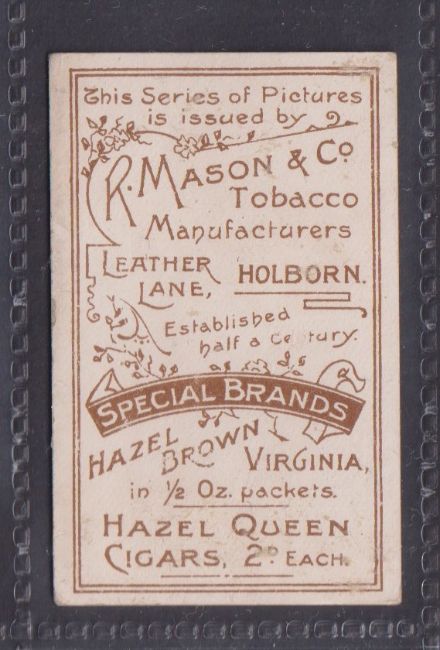 This Series of Pictures
is issued by
R. MASON & Co
Tobacco
Manufacturers
LEATHER
LANE,
HOLBORN.
Established
half a Century.
SPECIAL BRANDS
HAZEL
BROWN
VIRGINIA,
in 1/2 Oz. packets.
HAZEL QUEEN
CIGARS, 2D EACH.